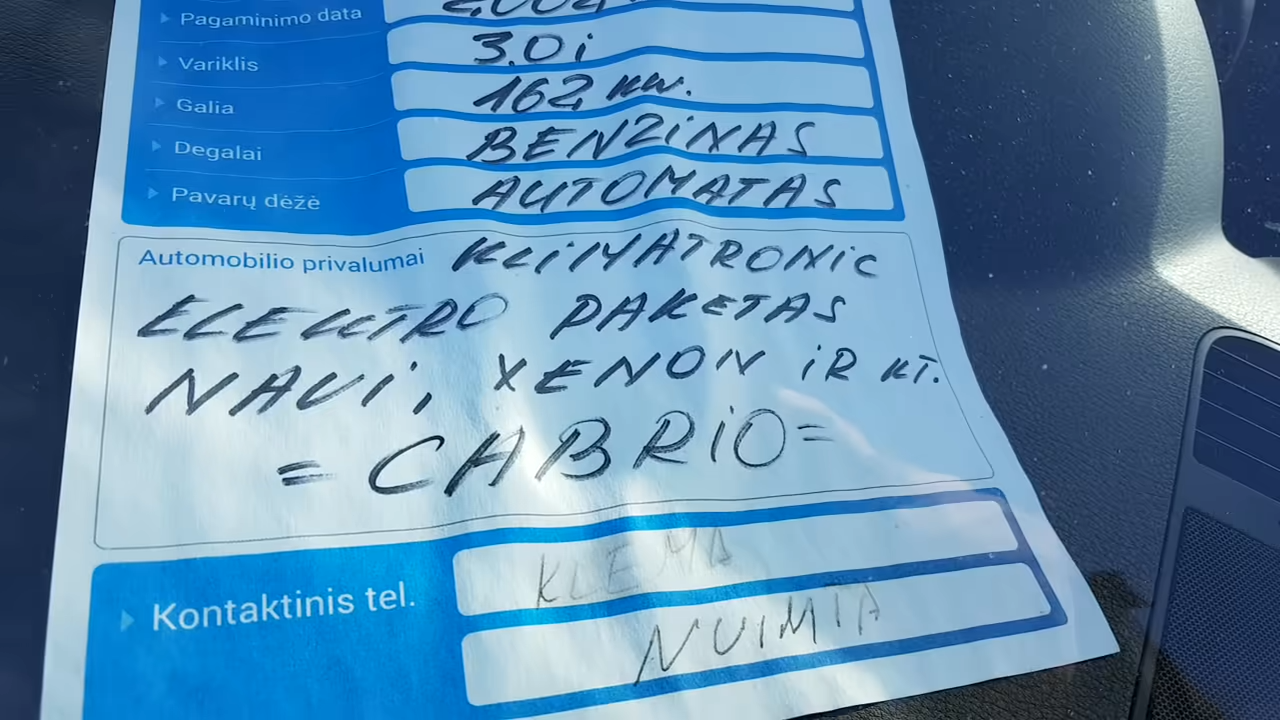 Pagaminimo data
Variklis 3.0i
Galia 162 kw.
Degalai BENZINAS
Pavarų dėžė AUTOMATAS
Automobilio privalumai KLIMATRONIC
ELEKTRO PAKETAS
NAVI, XENON IR KT.
= CABRIO =
Kontaktinis tel. KLEMA
NUIMTA